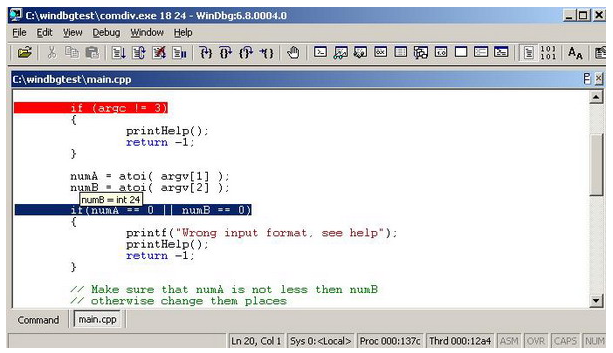 C:\windbgtest\comdiv.exe 18 24 - WinDbg:6.8.0004.0
File Edit View Debug Window Help
101
101
AA
C:\windbgtest\main.cpp
if (argc != 3)
{
printHelp();
return -1;
}
numA = atoi( argv[1] );
numB = atoi( argv[2] );
numB = int 24
if(numA == 0 || numB == 0)
{
printf("Wrong input format, see help");
printHelp();
return -1;
}
// Make sure that numA is not less then numB
// otherwise change them places
Command main.cpp
Ln 20, Col 1 Sys 0:<Local> Proc 000:137c Thrd 000:12a4 ASM OVR CAPS NUM